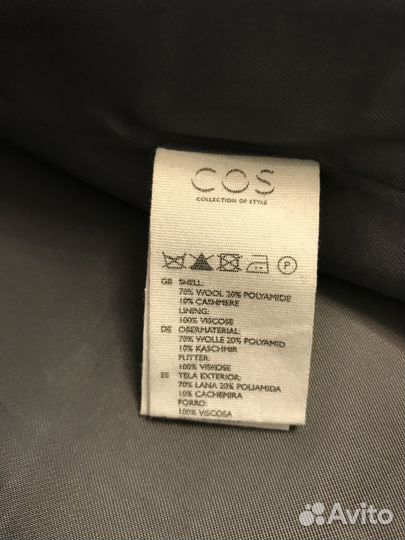 COS
COLLECTION OF STYLE
P
GB SHELL:
70% WOOL 20% POLYAMIDE
10% CASHMERE
LINING:
100% VISCOSE
DE OBERMATERIAL:
70% WOLLE 20% POLYAMID
10% KASCHMIR
FUTTER:
100% VISKOSE
ES TELA EXTERIOR:
70% LANA 20% POLIAMIDA
10% CACHEMIRA
FORRO:
100% VISCOSA
Avito